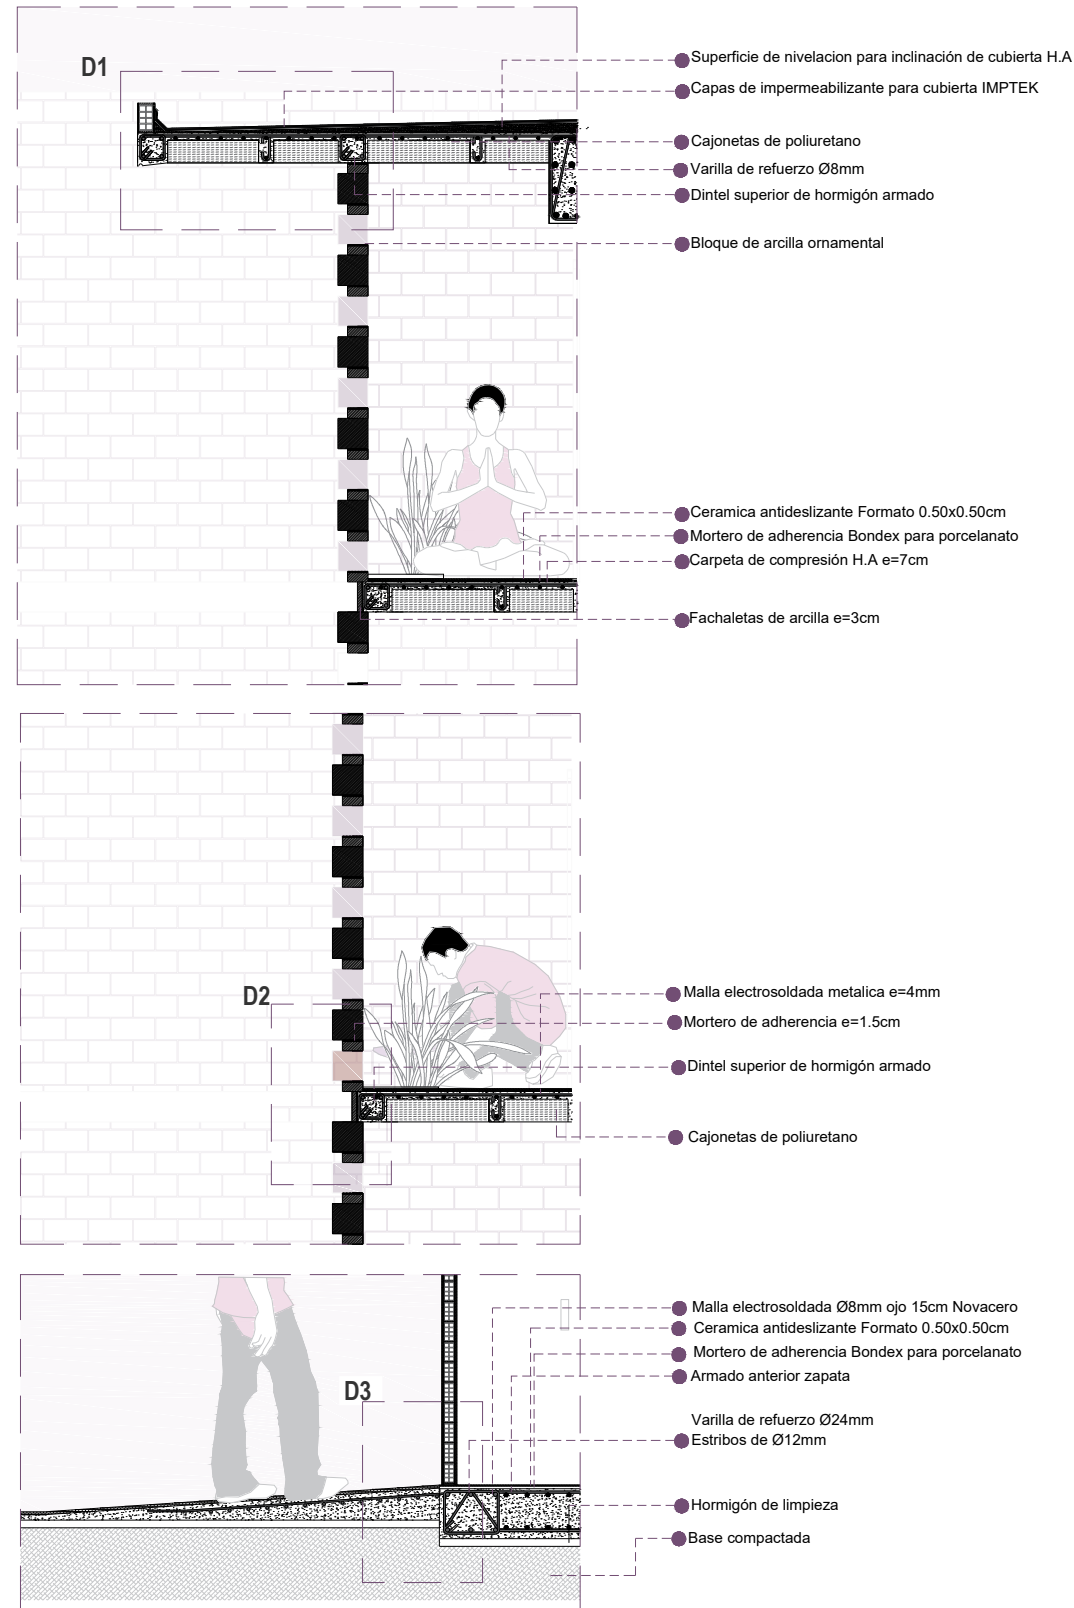 D1
Superficie de nivelacion para inclinación de cubierta H.A
Capas de impermeabilizante para cubierta IMPTEK
Cajonetas de poliuretano
Varilla de refuerzo Ø8mm
Dintel superior de hormigón armado
Bloque de arcilla ornamental
Ceramica antideslizante Formato 0.50x0.50cm
Mortero de adherencia Bondex para porcelanato
Carpeta de compresión H.A e=7cm
Fachaletas de arcilla e=3cm
D2
Malla electrosoldada metalica e=4mm
Mortero de adherencia e=1.5cm
Dintel superior de hormigón armado
Cajonetas de poliuretano
D3
Malla electrosoldada Ø8mm ojo 15cm Novacero
Ceramica antideslizante Formato 0.50x0.50cm
Mortero de adherencia Bondex para porcelanato
Armado anterior zapata
Varilla de refuerzo Ø24mm
Estribos de Ø12mm
Hormigón de limpieza
Base compactada